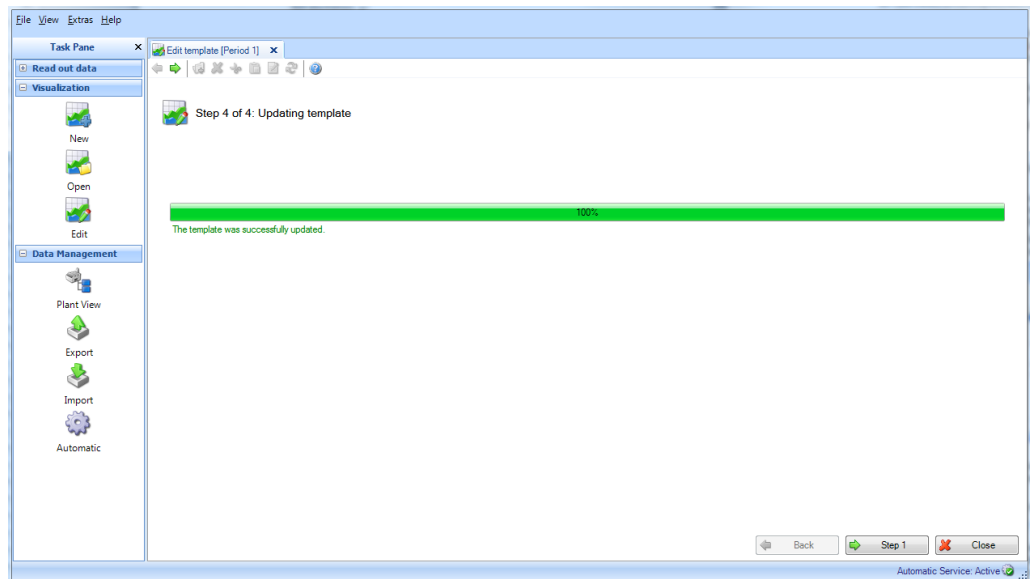 File View Extras Help
Task Pane
Edit template [Period 1]
Read out data
Visualization
New
Open
Edit
Data Management
Plant View
Export
Import
Automatic
Step 4 of 4: Updating template
100%
The template was successfully updated.
Back Step 1 Close
Automatic Service: Active